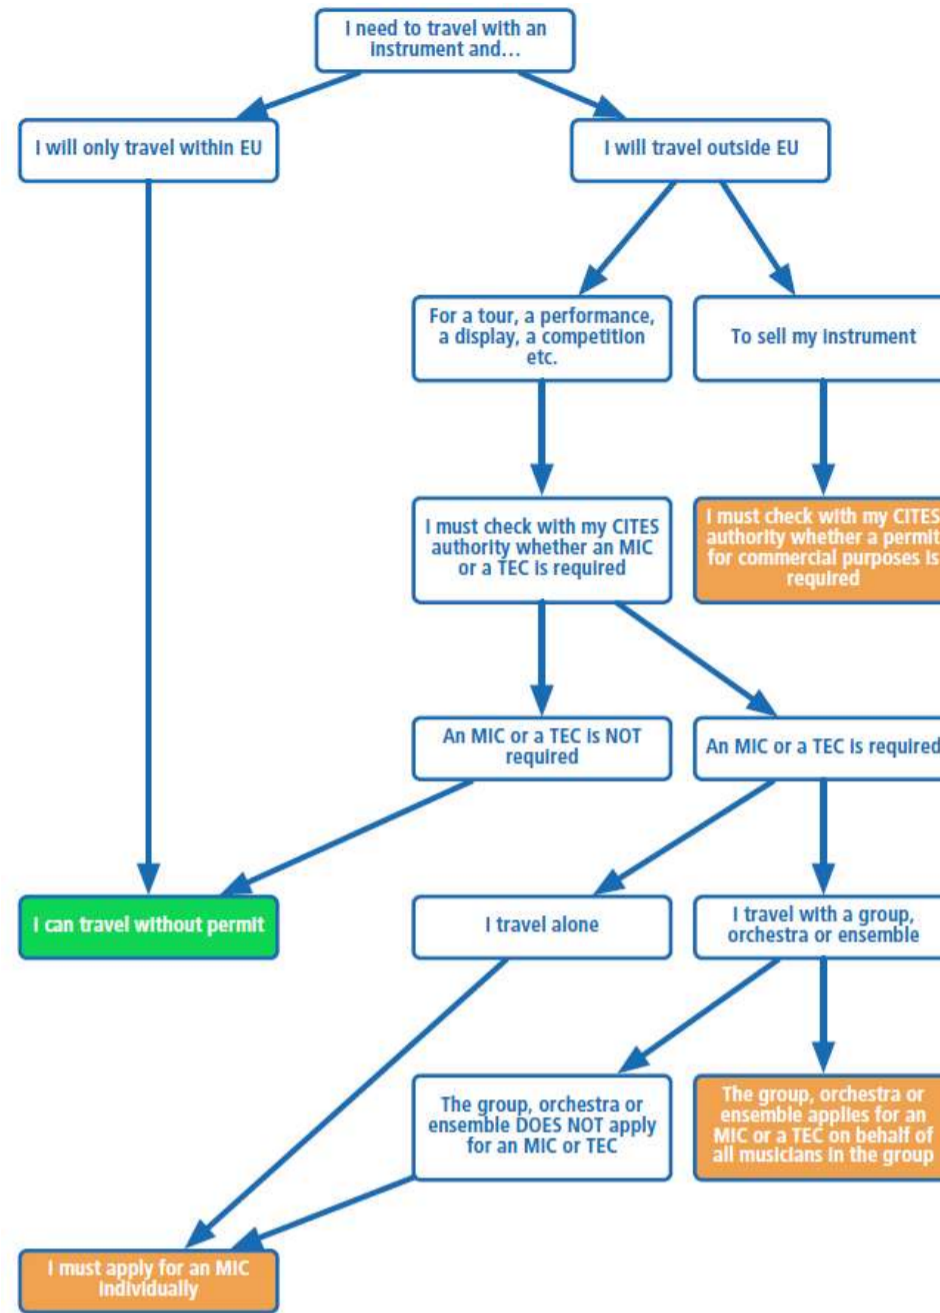 I need to travel with an
instrument and...
I will only travel within EU
I will travel outside EU
For a tour, a performance,
a display, a competition
etc.
To sell my instrument
I must check with my CITES
authority whether an MIC
or a TEC is required
I must check with my CITES
authority whether a permit
for commercial purposes is
required
An MIC or a TEC is NOT
required
An MIC or a TEC is required
I can travel without permit
I travel alone
I travel with a group,
orchestra or ensemble
The group, orchestra or
ensemble DOES NOT apply
for an MIC or TEC
The group, orchestra or
ensemble applies for an
MIC or a TEC on behalf of
all musicians in the group
I must apply for an MIC
individually